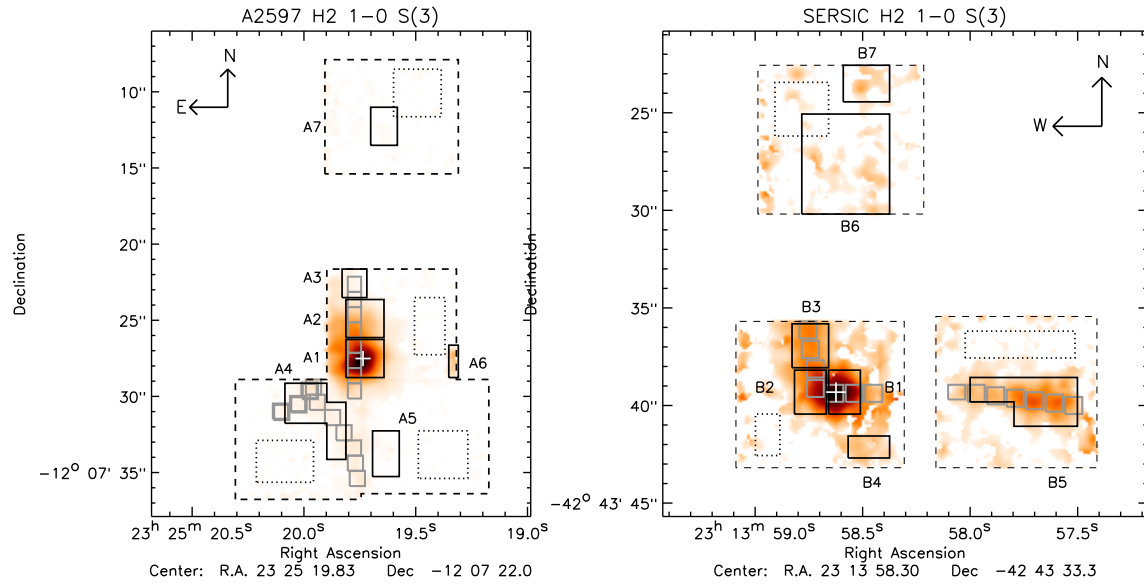 A2597 H2 1-0 S(3)
N
E
A7
A3
A2
A1
A6
A4
A5
10''
15''
20''
25''
30''
−12° 07' 35''
Declination
23ʰ 25ᵐ 20.5ˢ 20.0ˢ 19.5ˢ 19.0ˢ
Right Ascension
Center: R.A. 23 25 19.83 Dec −12 07 22.0
SERSIC H2 1-0 S(3)
B7
N
W
B6
B3
B2
B1
B4
B5
25''
30''
35''
40''
−42° 43' 45''
Declination
23ʰ 13ᵐ 59.0ˢ 58.5ˢ 58.0ˢ 57.5ˢ
Right Ascension
Center: R.A. 23 13 58.30 Dec −42 43 33.3